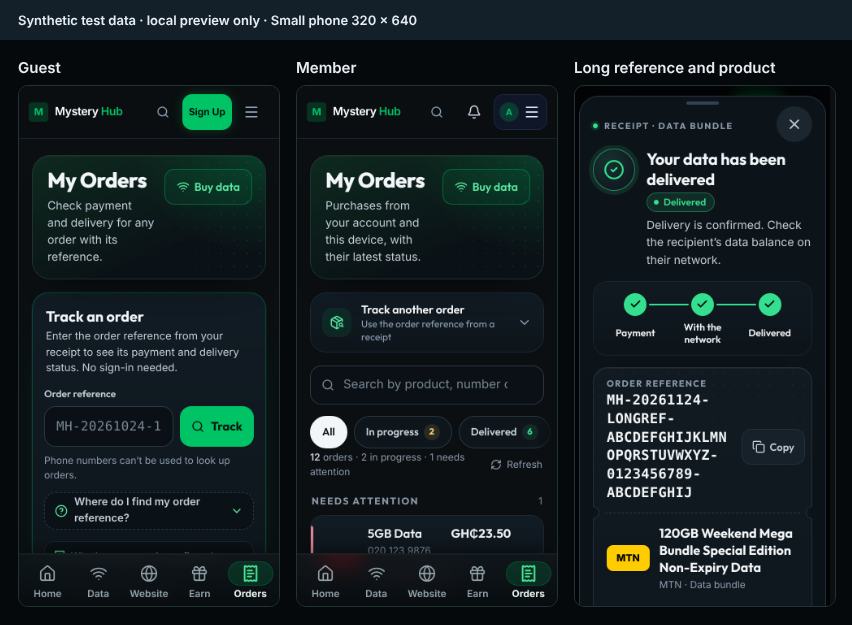 Synthetic test data · local preview only · Small phone 320 × 640
Guest
M Mystery Hub Sign Up
My Orders
Buy data
Check payment
and delivery for any
order with its
reference.
Track an order
Enter the order reference from your
receipt to see its payment and delivery
status. No sign-in needed.
Order reference
MH-20261024-1
Track
Phone numbers can't be used to look up
orders.
Where do I find my order
reference?
Home Data Website Earn Orders
Member
M Mystery Hub A
My Orders
Buy data
Purchases from
your account and
this device, with
their latest status.
Track another order
Use the order reference from a
receipt
Search by product, number
All In progress 2 Delivered 6
12 orders · 2 in progress · 1 needs
attention
Refresh
NEEDS ATTENTION 1
5GB Data GH₵23.50
020 123 9876
Home Data Website Earn Orders
Long reference and product
RECEIPT · DATA BUNDLE
Your data has been
delivered
Delivered
Delivery is confirmed. Check
the recipient's data balance on
their network.
Payment
With the
network
Delivered
ORDER REFERENCE
MH-20261124-
LONGREF-
ABCDEFGHIJKLMN
OPQRSTUVWXYZ-
0123456789-
ABCDEFGHIJ
Copy
MTN
120GB Weekend Mega
Bundle Special Edition
Non-Expiry Data
MTN · Data bundle